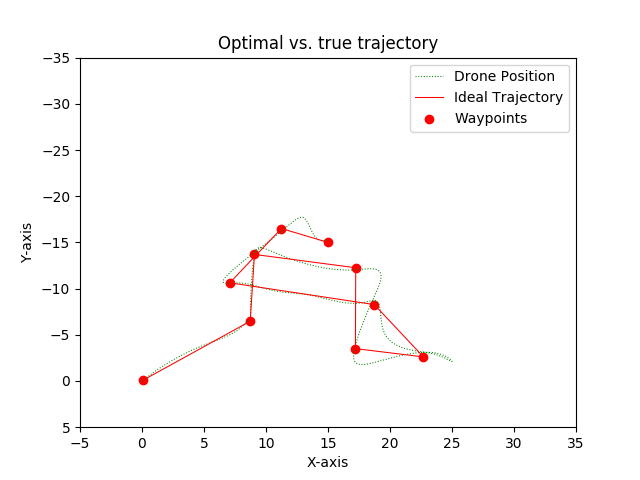 Optimal vs. true trajectory
Drone Position
Ideal Trajectory
Waypoints
Y-axis
−35
−30
−25
−20
−15
−10
−5
0
5
−5 0 5 10 15 20 25 30 35
X-axis